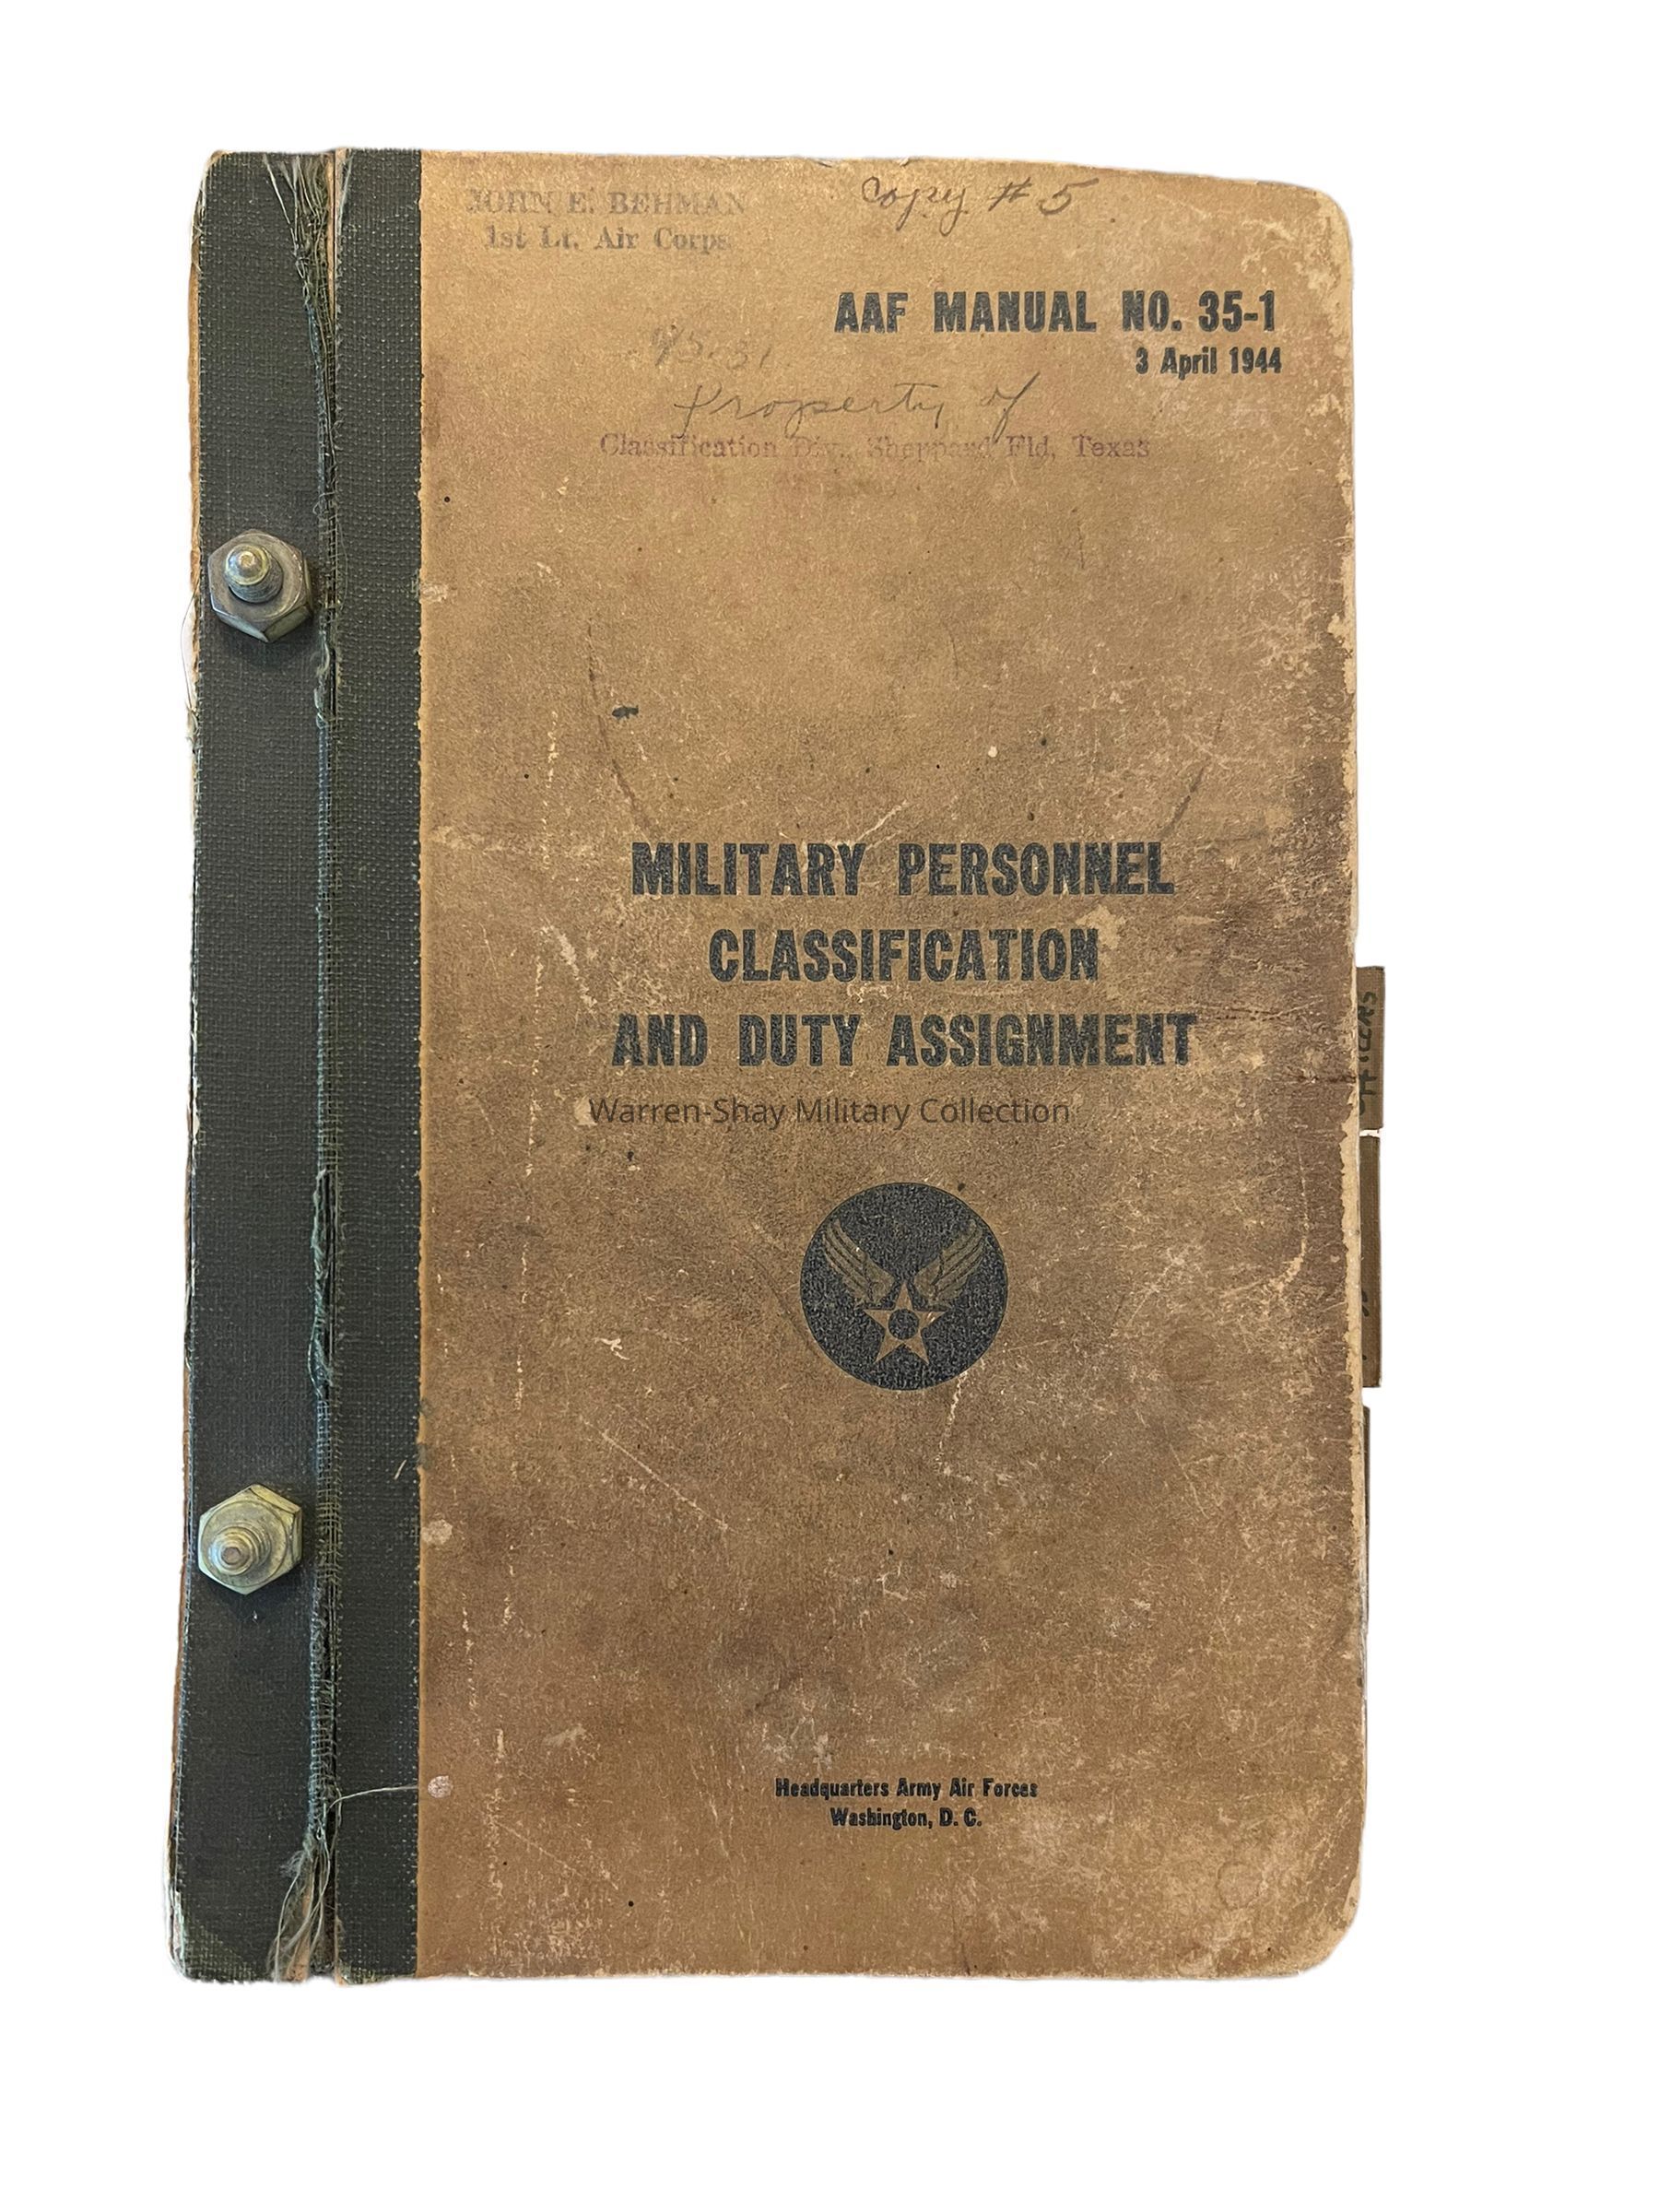 JOHN E. BEHMAN
1st Lt. Air Corps
Copy # 5
AAF MANUAL NO. 35-1
3 April 1944
Property of
Classification Div., Sheppard Fld, Texas
MILITARY PERSONNEL
CLASSIFICATION
AND DUTY ASSIGNMENT
Warren-Shay Military Collection
Headquarters Army Air Forces
Washington, D. C.